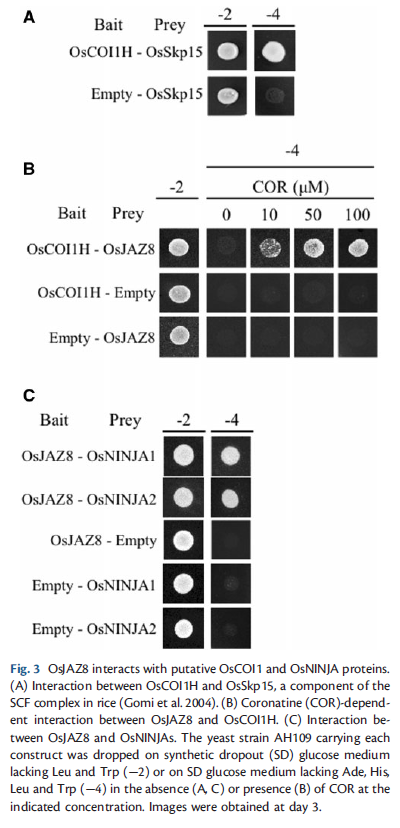 A
Bait Prey -2 -4
OsCOI1H - OsSkp15
Empty - OsSkp15
B
-4
-2 COR (μM)
Bait Prey 0 10 50 100
OsCOI1H - OsJAZ8
OsCOI1H - Empty
Empty - OsJAZ8
C
Bait Prey -2 -4
OsJAZ8 - OsNINJA1
OsJAZ8 - OsNINJA2
OsJAZ8 - Empty
Empty - OsNINJA1
Empty - OsNINJA2
Fig. 3 OsJAZ8 interacts with putative OsCOI1 and OsNINJA proteins.
(A) Interaction between OsCOI1H and OsSkp15, a component of the
SCF complex in rice (Gomi et al. 2004). (B) Coronatine (COR)-depend-
ent interaction between OsJAZ8 and OsCOI1H. (C) Interaction be-
tween OsJAZ8 and OsNINJAs. The yeast strain AH109 carrying each
construct was dropped on synthetic dropout (SD) glucose medium
lacking Leu and Trp (−2) or on SD glucose medium lacking Ade, His,
Leu and Trp (−4) in the absence (A, C) or presence (B) of COR at the
indicated concentration. Images were obtained at day 3.